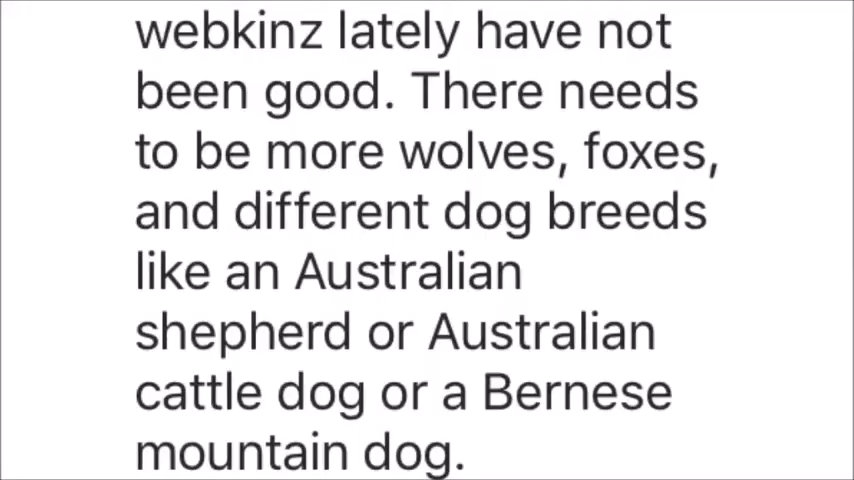 webkinz lately have not
been good. There needs
to be more wolves, foxes,
and different dog breeds
like an Australian
shepherd or Australian
cattle dog or a Bernese
mountain dog.